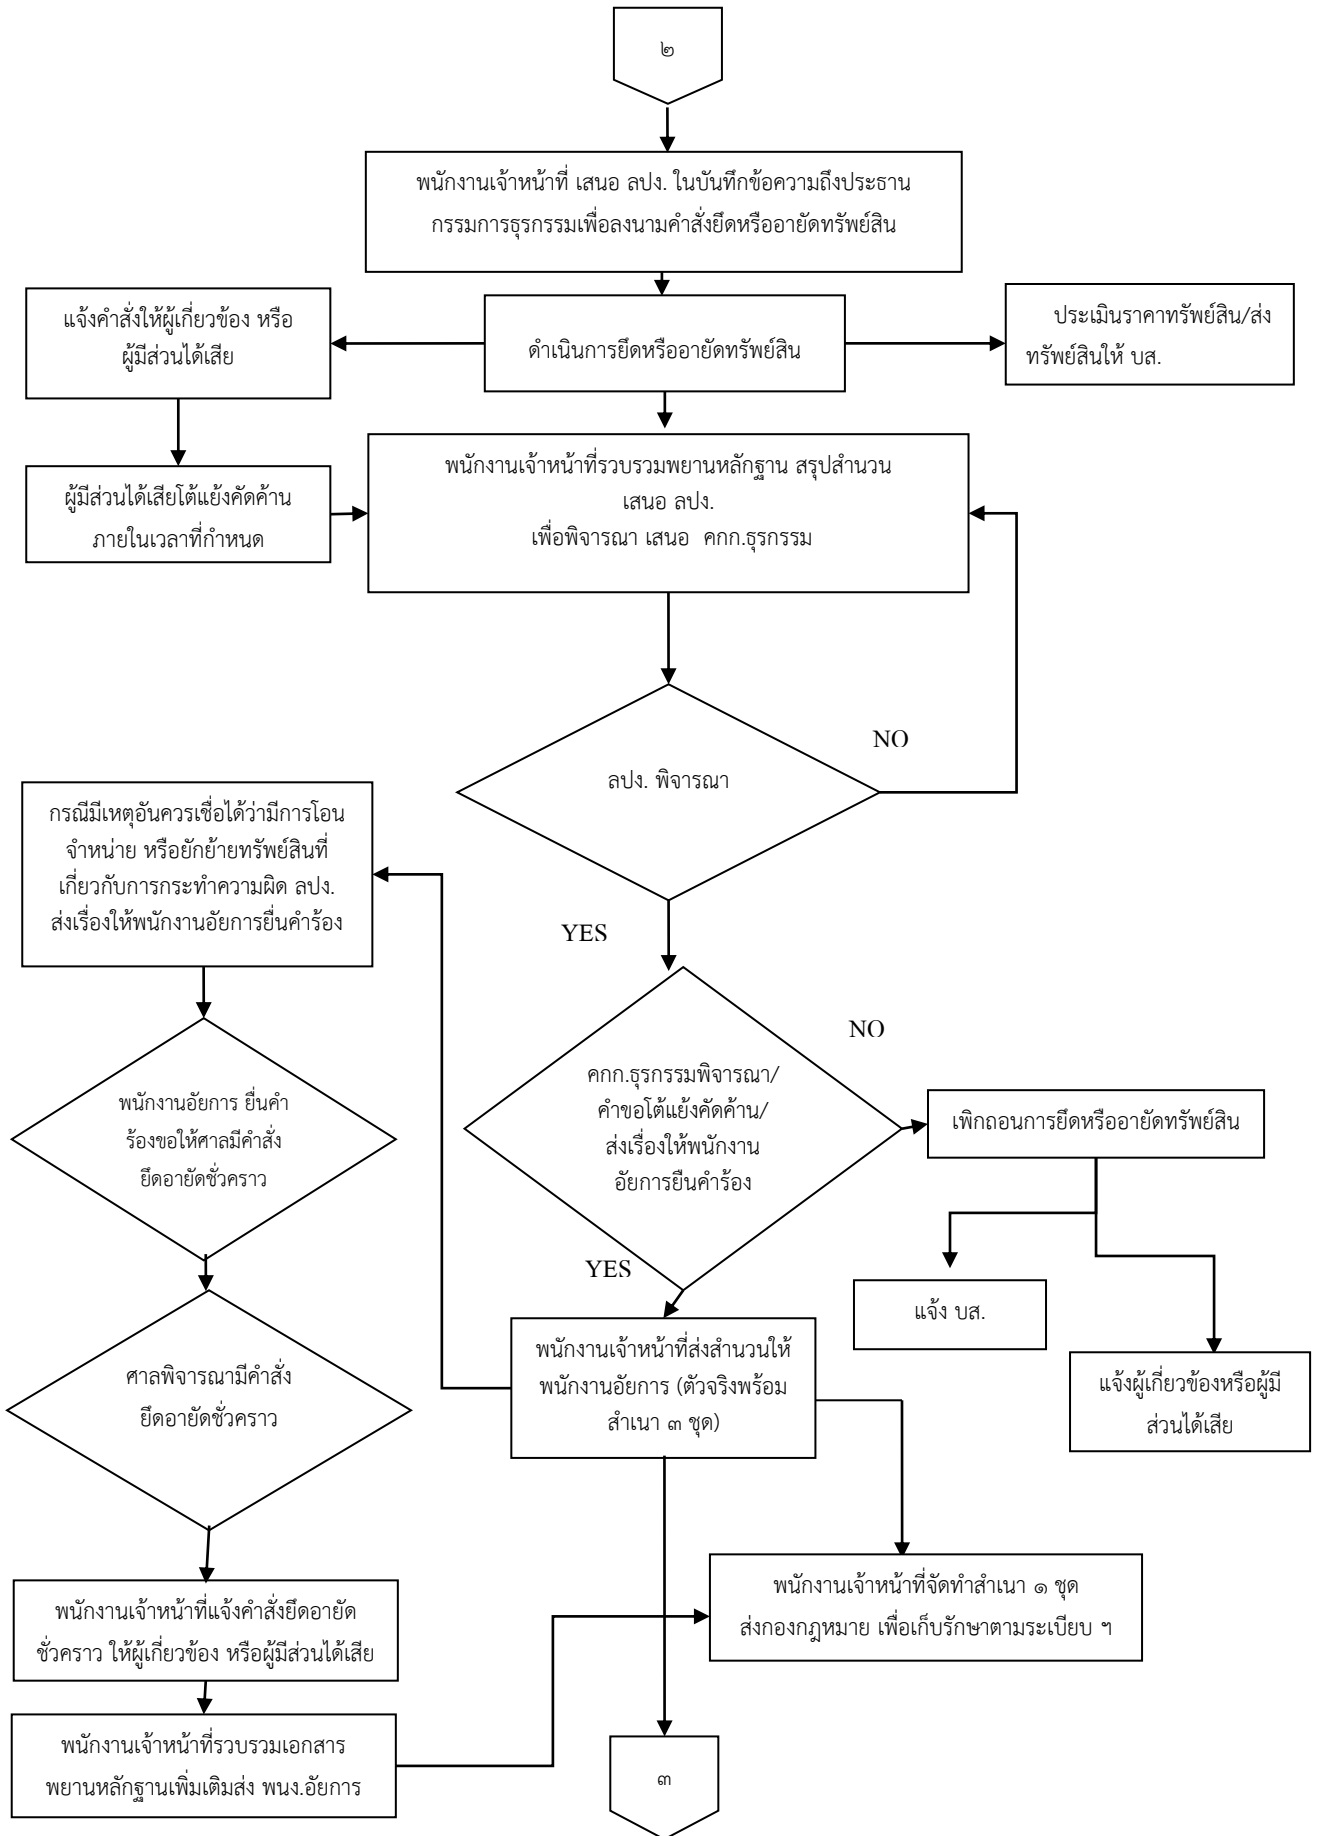 ๒
พนักงานเจ้าหน้าที่ เสนอ ลปง. ในบันทึกข้อความถึงประธาน
กรรมการธุรกรรมเพื่อลงนามคำสั่งยึดหรืออายัดทรัพย์สิน
แจ้งคำสั่งให้ผู้เกี่ยวข้อง หรือ
ผู้มีส่วนได้เสีย
ดำเนินการยึดหรืออายัดทรัพย์สิน
ประเมินราคาทรัพย์สิน/ส่ง
ทรัพย์สินให้ บส.
ผู้มีส่วนได้เสียโต้แย้งคัดค้าน
ภายในเวลาที่กำหนด
พนักงานเจ้าหน้าที่รวบรวมพยานหลักฐาน สรุปสำนวน
เสนอ ลปง.
เพื่อพิจารณา เสนอ คกก.ธุรกรรม
ลปง. พิจารณา
NO
YES
กรณีมีเหตุอันควรเชื่อได้ว่ามีการโอน
จำหน่าย หรือยักย้ายทรัพย์สินที่
เกี่ยวกับการกระทำความผิด ลปง.
ส่งเรื่องให้พนักงานอัยการยื่นคำร้อง
คกก.ธุรกรรมพิจารณา/
คำขอโต้แย้งคัดค้าน/
ส่งเรื่องให้พนักงาน
อัยการยืนคำร้อง
NO
YES
เพิกถอนการยึดหรืออายัดทรัพย์สิน
แจ้ง บส.
แจ้งผู้เกี่ยวข้องหรือผู้มี
ส่วนได้เสีย
พนักงานอัยการ ยื่นคำ
ร้องขอให้ศาลมีคำสั่ง
ยึดอายัดชั่วคราว
ศาลพิจารณามีคำสั่ง
ยึดอายัดชั่วคราว
พนักงานเจ้าหน้าที่ส่งสำนวนให้
พนักงานอัยการ (ตัวจริงพร้อม
สำเนา ๓ ชุด)
พนักงานเจ้าหน้าที่แจ้งคำสั่งยึดอายัด
ชั่วคราว ให้ผู้เกี่ยวข้อง หรือผู้มีส่วนได้เสีย
พนักงานเจ้าหน้าที่จัดทำสำเนา ๑ ชุด
ส่งกองกฎหมาย เพื่อเก็บรักษาตามระเบียบ ฯ
พนักงานเจ้าหน้าที่รวบรวมเอกสาร
พยานหลักฐานเพิ่มเติมส่ง พนง.อัยการ
๓